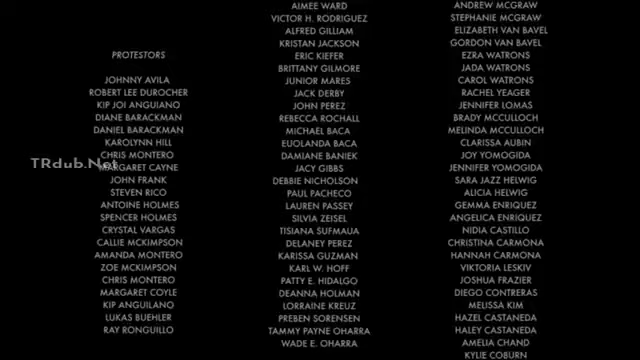 PROTESTORS
JOHNNY AVILA
ROBERT LEE DUROCHER
KIP JOI ANGUIANO
DIANE BARACKMAN
DANIEL BARACKMAN
KAROLYNN HILL
CHRIS MONTERO
TRdub.Net
MARGARET CAYNE
JOHN FRANK
STEVEN RICO
ANTOINE HOLMES
SPENCER HOLMES
CRYSTAL VARGAS
CALLIE MCKIMPSON
AMANDA MONTERO
ZOE MCKIMPSON
CHRIS MONTERO
MARGARET COYLE
KIP ANGUILANO
LUKAS BUEHLER
RAY RONGUILLO
AIMEE WARD
VICTOR H. RODRIGUEZ
ALFRED GILLIAM
KRISTAN JACKSON
ERIC KIEFER
BRITTANY GILMORE
JUNIOR MARES
JACK DERBY
JOHN PEREZ
REBECCA ROCHALL
MICHAEL BACA
EUOLANDA BACA
DAMIANE BANIEK
JACY GIBBS
DEBBIE NICHOLSON
PAUL PACHECO
LAUREN PASSEY
SILVIA ZEISEL
TISIANA SUFMAUA
DELANEY PEREZ
KARISSA GUZMAN
KARL W. HOFF
PATTY E. HIDALGO
DEANNA HOLMAN
LORRAINE KREUZ
PREBEN SORENSEN
TAMMY PAYNE OHARRA
WADE E. OHARRA
ANDREW MCGRAW
STEPHANIE MCGRAW
ELIZABETH VAN BAVEL
GORDON VAN BAVEL
EZRA WATRONS
JADA WATRONS
CAROL WATRONS
RACHEL YEAGER
JENNIFER LOMAS
BRADY MCCULLOCH
MELINDA MCCULLOCH
CLARISSA AUBIN
JOY YOMOGIDA
JENNIFER YOMOGIDA
SARA JAZZ HELWIG
ALICIA HELWIG
GEMMA ENRIQUEZ
ANGELICA ENRIQUEZ
NIDIA CASTILLO
CHRISTINA CARMONA
HANNAH CARMONA
VIKTORIA LESKIV
JOSHUA FRAZIER
DIEGO CONTRERAS
MELISSA KIM
HAZEL CASTANEDA
HALEY CASTANEDA
AMELIA CHAND
KYLIE COBURN